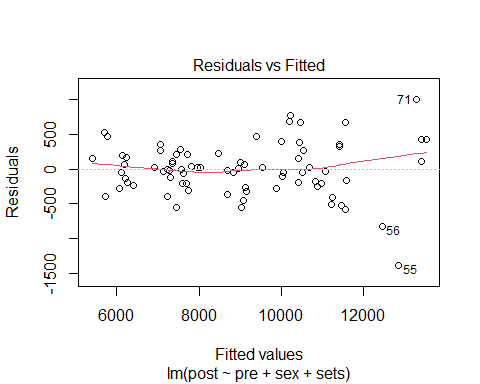 Residuals vs Fitted
Residuals
500
0
-500
-1500
71
56
55
6000 8000 10000 12000
Fitted values
lm(post ~ pre + sex + sets)